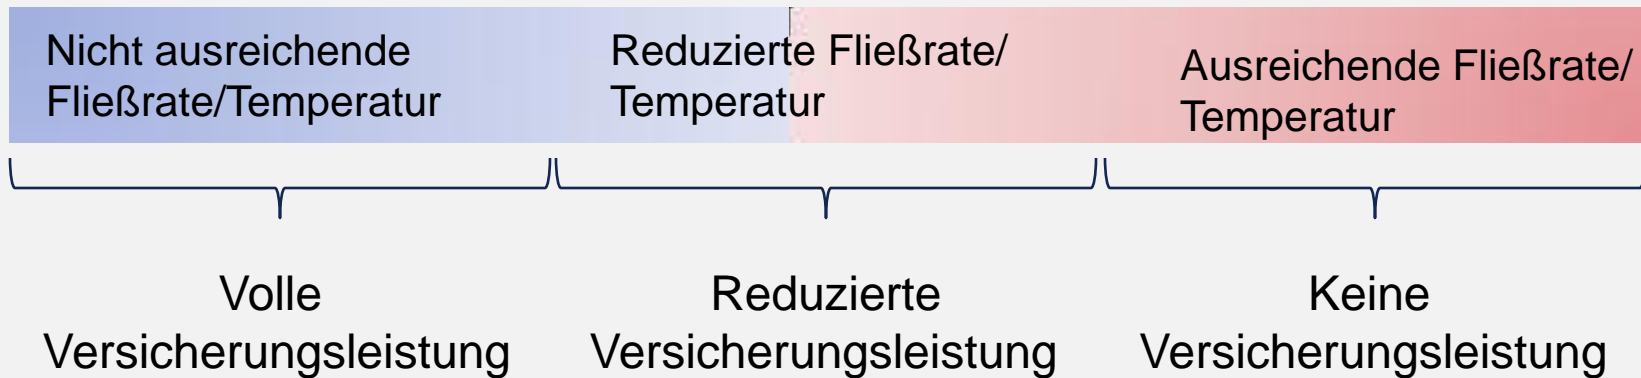 Nicht ausreichende
Fließrate/Temperatur
Reduzierte Fließrate/
Temperatur
Ausreichende Fließrate/
Temperatur
Volle
Versicherungsleistung
Reduzierte
Versicherungsleistung
Keine
Versicherungsleistung